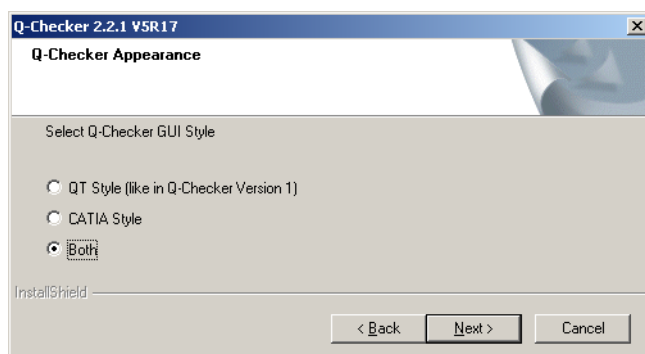 Q-Checker 2.2.1 V5R17
Q-Checker Appearance
Select Q-Checker GUI Style
QT Style (like in Q-Checker Version 1)
CATIA Style
Both
InstallShield
< Back Next > Cancel